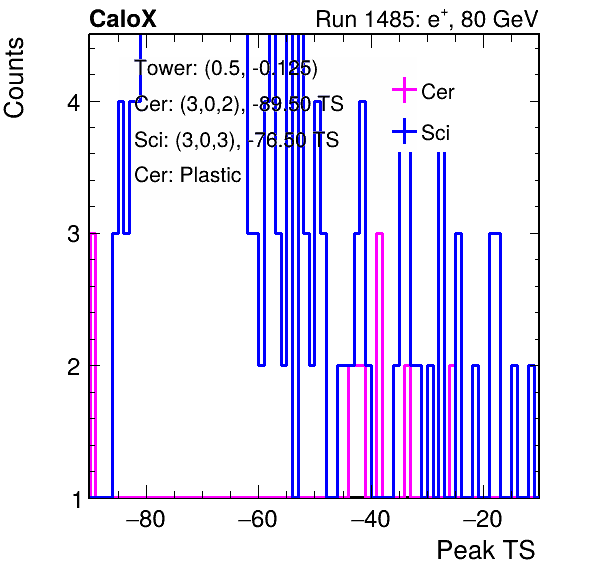 CaloX Run 1485: e⁺, 80 GeV
Counts
Tower: (0.5, -0.125)
Cer: (3,0,2), -89.50 TS
Sci: (3,0,3), -76.50 TS
Cer: Plastic
Cer
Sci
4
3
2
1
−80 −60 −40 −20
Peak TS